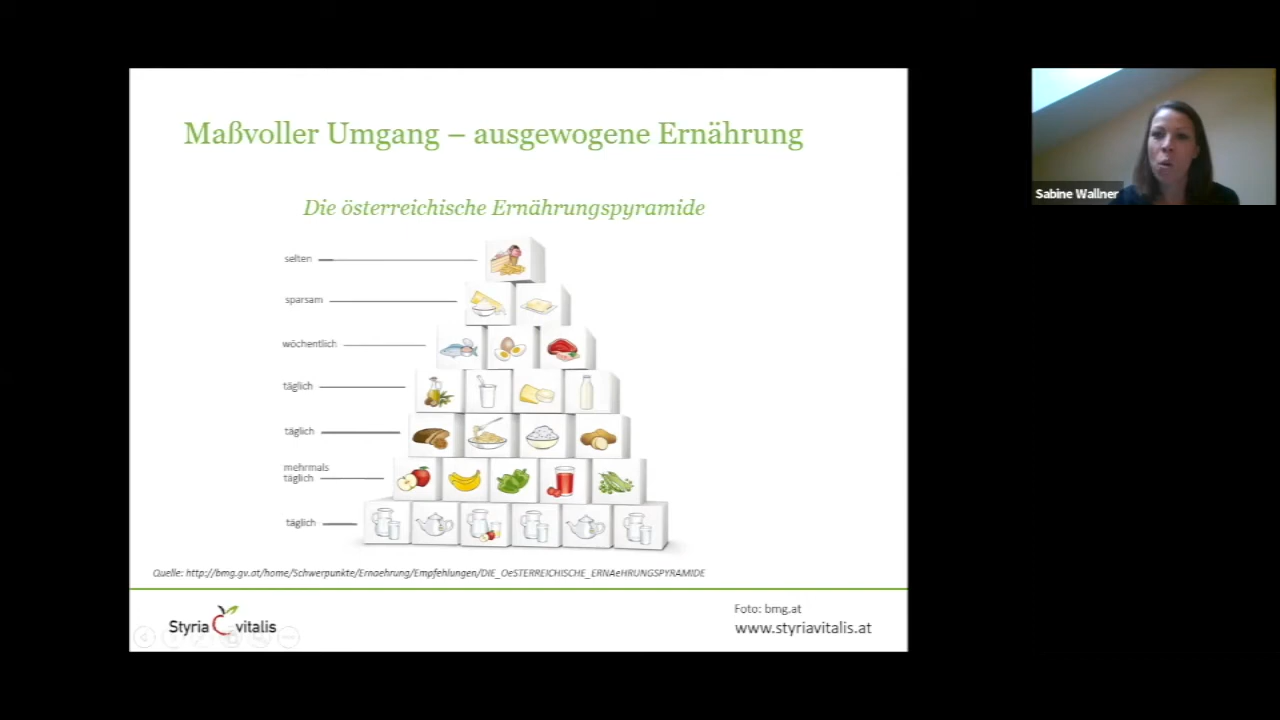 Maßvoller Umgang – ausgewogene Ernährung
Die österreichische Ernährungspyramide
selten
sparsam
wöchentlich
täglich
täglich
mehrmals
täglich
täglich
Quelle: http://bmg.gv.at/home/Schwerpunkte/Ernaehrung/Empfehlungen/DIE_OeSTERREICHISCHE_ERNAeHRUNGSPYRAMIDE
Styria vitalis
Foto: bmg.at
www.styriavitalis.at
Sabine Wallner